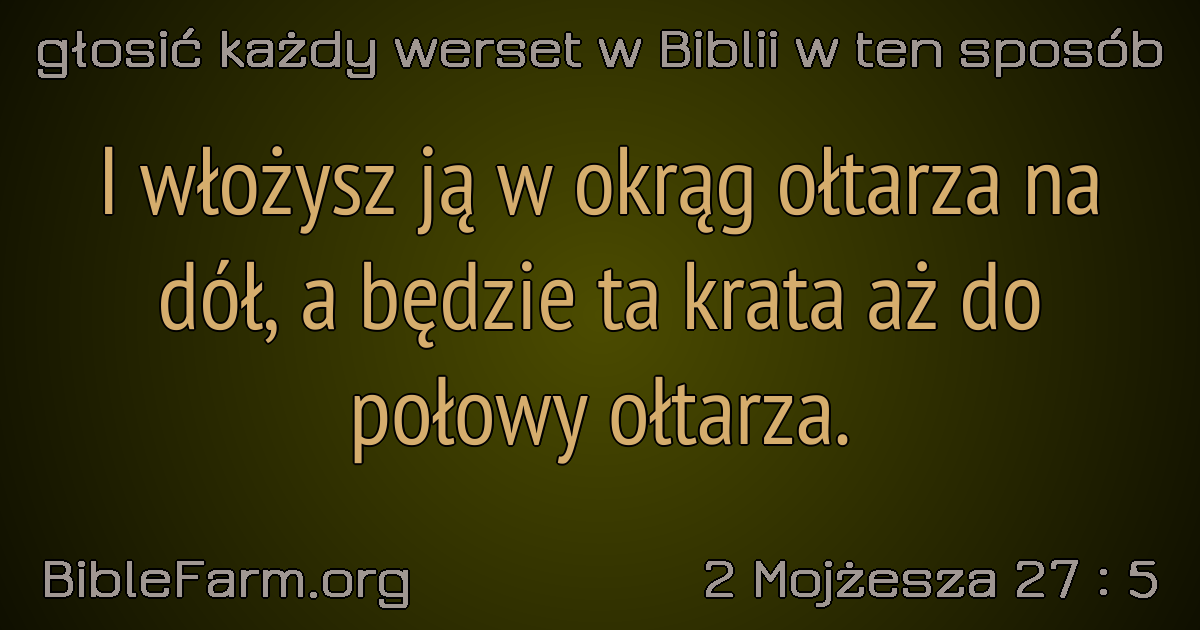 głosić każdy werset w Biblii w ten sposób
I włożysz ją w okrąg ołtarza na
dół, a będzie ta krata aż do
połowy ołtarza.
BibleFarm.org
2 Mojżesza 27 : 5